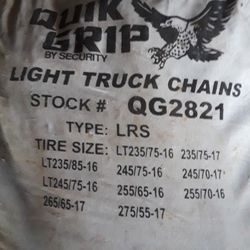 QUIK
GRIP
BY SECURITY
LIGHT TRUCK CHAINS
STOCK # QG2821
TYPE: LRS
TIRE SIZE: LT235/75-16 235/75-17
LT235/85-16 245/75-16 245/70-17
LT245/75-16 255/65-16 255/70-16
265/65-17 275/55-17